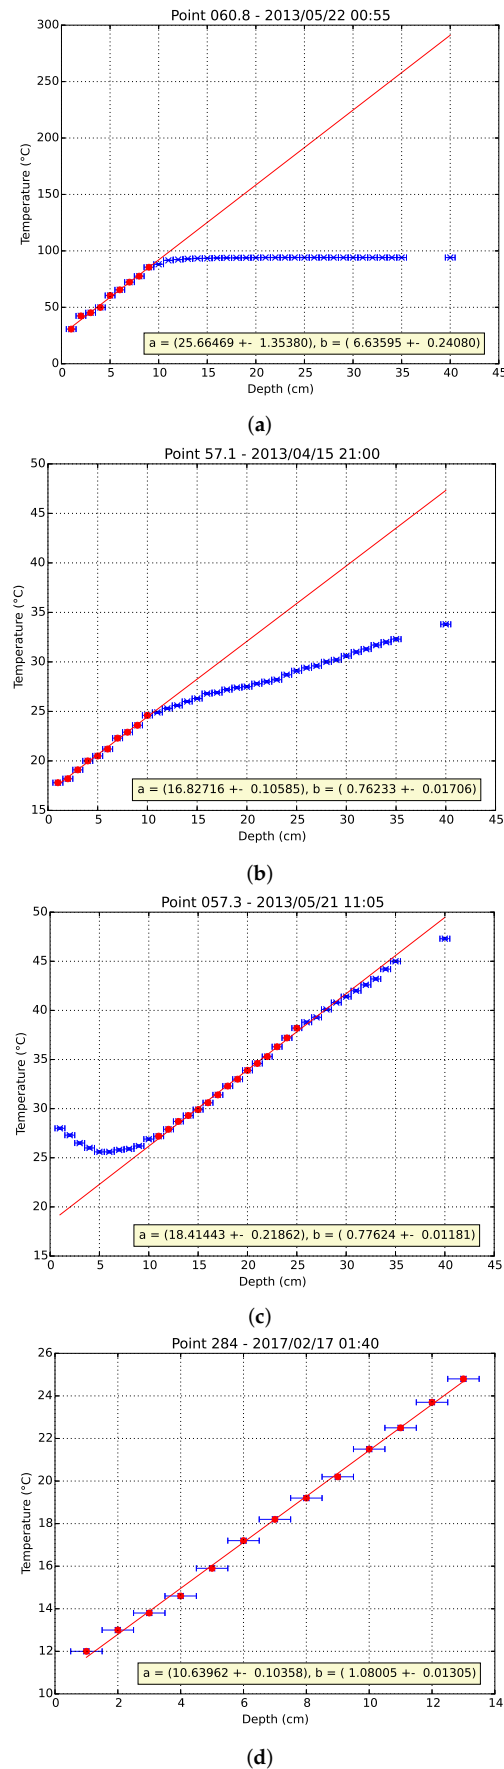 Point 060.8 - 2013/05/22 00:55
Temperature (°C)
300
250
200
150
100
50
0
a = (25.66469 +- 1.35380), b = ( 6.63595 +- 0.24080)
0 5 10 15 20 25 30 35 40 45
Depth (cm)
(a)
Point 57.1 - 2013/04/15 21:00
Temperature (°C)
50
45
40
35
30
25
20
15
a = (16.82716 +- 0.10585), b = ( 0.76233 +- 0.01706)
0 5 10 15 20 25 30 35 40 45
Depth (cm)
(b)
Point 057.3 - 2013/05/21 11:05
Temperature (°C)
50
45
40
35
30
25
20
15
a = (18.41443 +- 0.21862), b = ( 0.77624 +- 0.01181)
0 5 10 15 20 25 30 35 40 45
Depth (cm)
(c)
Point 284 - 2017/02/17 01:40
Temperature (°C)
26
24
22
20
18
16
14
12
10
a = (10.63962 +- 0.10358), b = ( 1.08005 +- 0.01305)
0 2 4 6 8 10 12 14
Depth (cm)
(d)